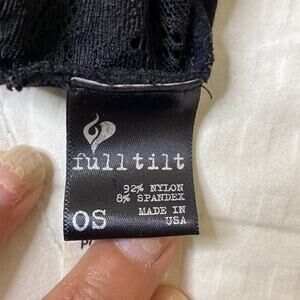 fulltilt
92% NYLON
8% SPANDEX
OS
MADE IN
USA